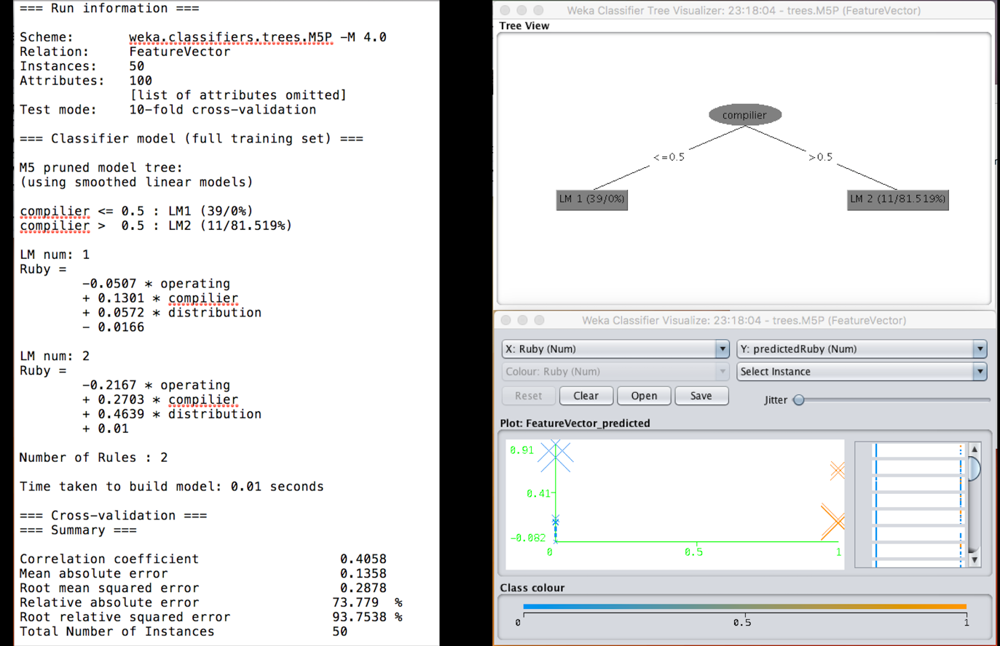 === Run information ===
Scheme: weka.classifiers.trees.M5P -M 4.0
Relation: FeatureVector
Instances: 50
Attributes: 100
[list of attributes omitted]
Test mode: 10-fold cross-validation
=== Classifier model (full training set) ===
M5 pruned model tree:
(using smoothed linear models)
compilier <= 0.5 : LM1 (39/0%)
compilier > 0.5 : LM2 (11/81.519%)
LM num: 1
Ruby =
-0.0507 * operating
+ 0.1301 * compilier
+ 0.0572 * distribution
- 0.0166
LM num: 2
Ruby =
-0.2167 * operating
+ 0.2703 * compilier
+ 0.4639 * distribution
+ 0.01
Number of Rules : 2
Time taken to build model: 0.01 seconds
=== Cross-validation ===
=== Summary ===
Correlation coefficient 0.4058
Mean absolute error 0.1358
Root mean squared error 0.2878
Relative absolute error 73.779 %
Root relative squared error 93.7538 %
Total Number of Instances 50
Weka Classifier Tree Visualizer: 23:18:04 - trees.M5P (FeatureVector)
Tree View
compilier
<=0.5
>0.5
LM 1 (39/0%)
LM 2 (11/81.519%)
Weka Classifier Visualize: 23:18:04 - trees.M5P (FeatureVector)
X: Ruby (Num)
Y: predictedRuby (Num)
Colour: Ruby (Num)
Select Instance
Reset
Clear
Open
Save
Jitter
Plot: FeatureVector_predicted
0.91
0.41
-0.082
0
0.5
1
Class colour
0
0.5
1